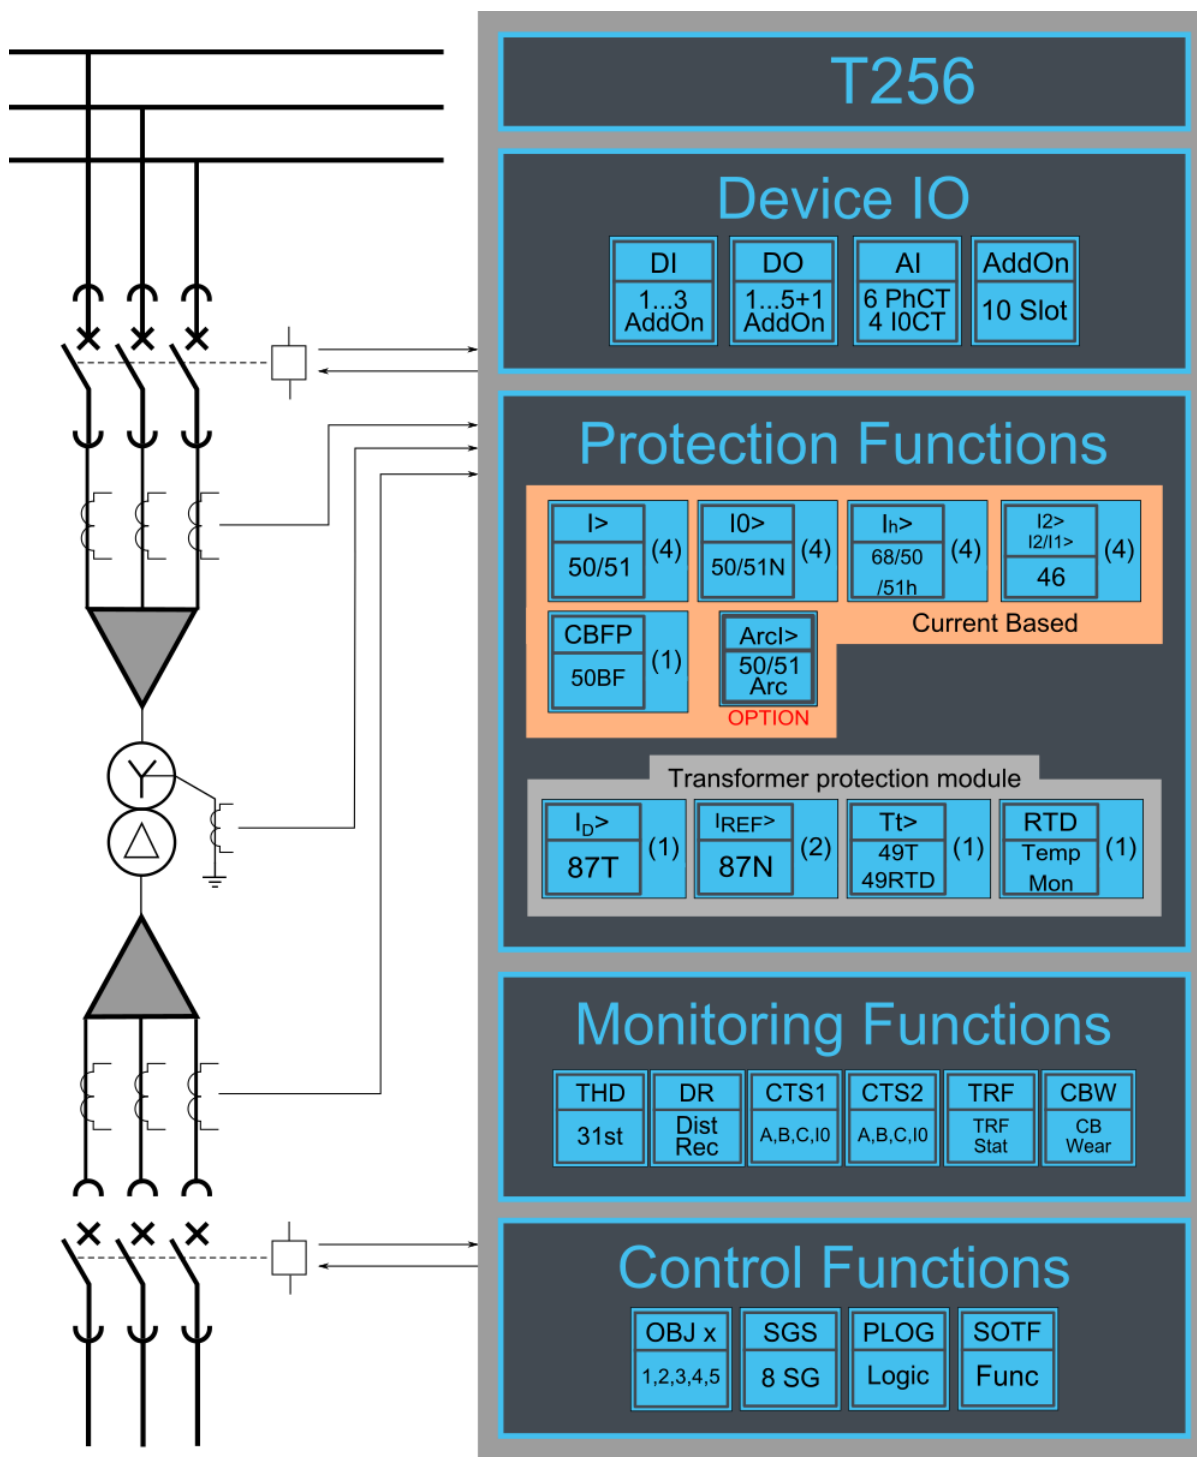 T256
Device IO
DI
1...3
AddOn
DO
1...5+1
AddOn
AI
6 PhCT
4 I0CT
AddOn
10 Slot
Protection Functions
I>
50/51
(4)
I0>
50/51N
(4)
Ih>
68/50
/51h
(4)
I2>
I2/I1>
46
(4)
Current Based
CBFP
50BF
(1)
ArcI>
50/51
Arc
OPTION
Transformer protection module
ID>
87T
(1)
IREF>
87N
(2)
Tt>
49T
49RTD
(1)
RTD
Temp
Mon
(1)
Monitoring Functions
THD
31st
DR
Dist
Rec
CTS1
A,B,C,I0
CTS2
A,B,C,I0
TRF
TRF
Stat
CBW
CB
Wear
Control Functions
OBJ x
1,2,3,4,5
SGS
8 SG
PLOG
Logic
SOTF
Func